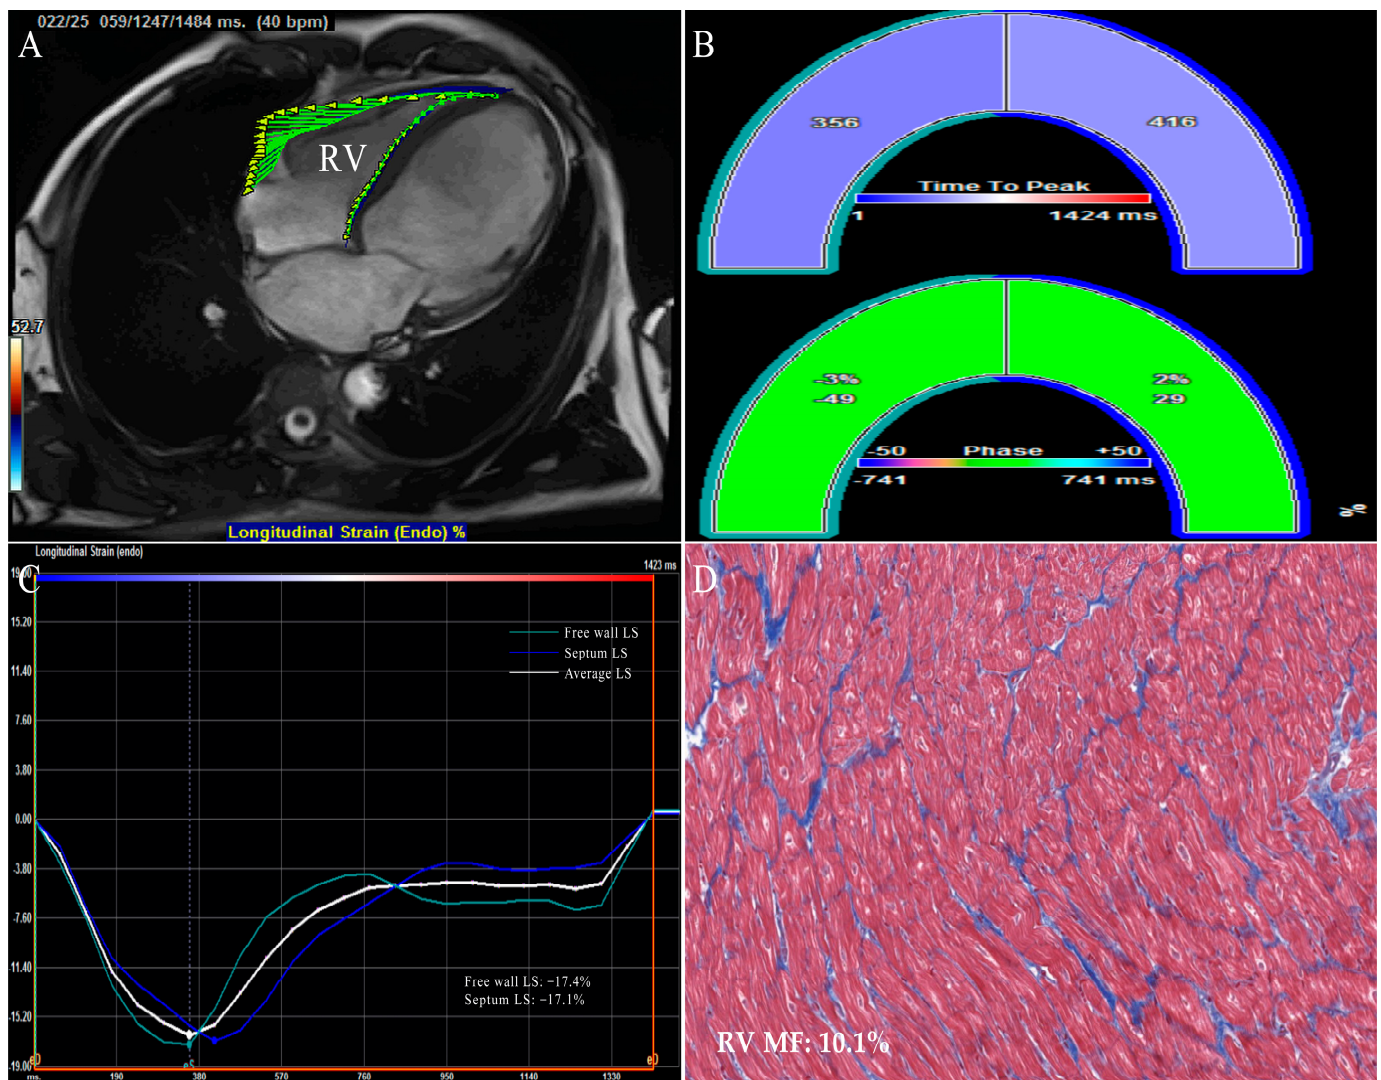 022/25 059/1247/1484 ms. (40 bpm)
A
RV
52.7
Longitudinal Strain (Endo) %
B
356
416
Time To Peak
1
1424 ms
-3%
-49
2%
29
-50 Phase +50
-741 741 ms
%
C
Longitudinal Strain (endo)
1423 ms
19.00
15.20
11.40
7.60
3.80
0.00
-3.80
-7.60
-11.40
-15.20
-19.00
Free wall LS
Septum LS
Average LS
Free wall LS: −17.4%
Septum LS: −17.1%
ms. 190 380 570 760 950 1140 1330
D
RV MF: 10.1%